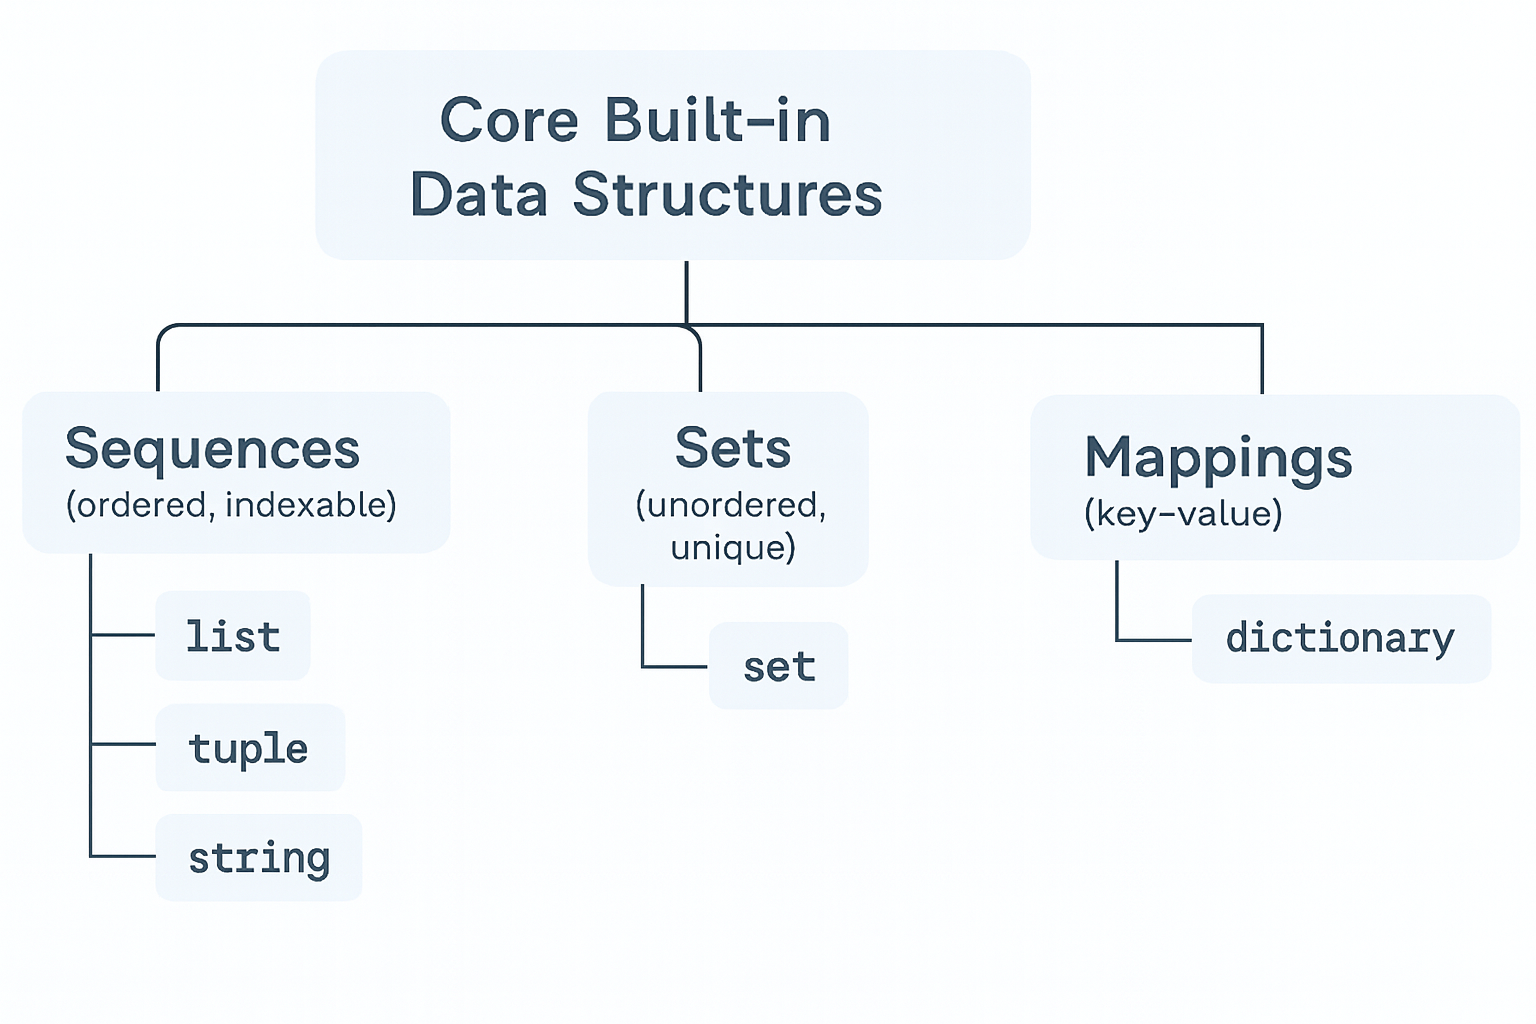 Core Built-in
Data Structures
Sequences
(ordered, indexable)
list
tuple
string
Sets
(unordered,
unique)
set
Mappings
(key-value)
dictionary